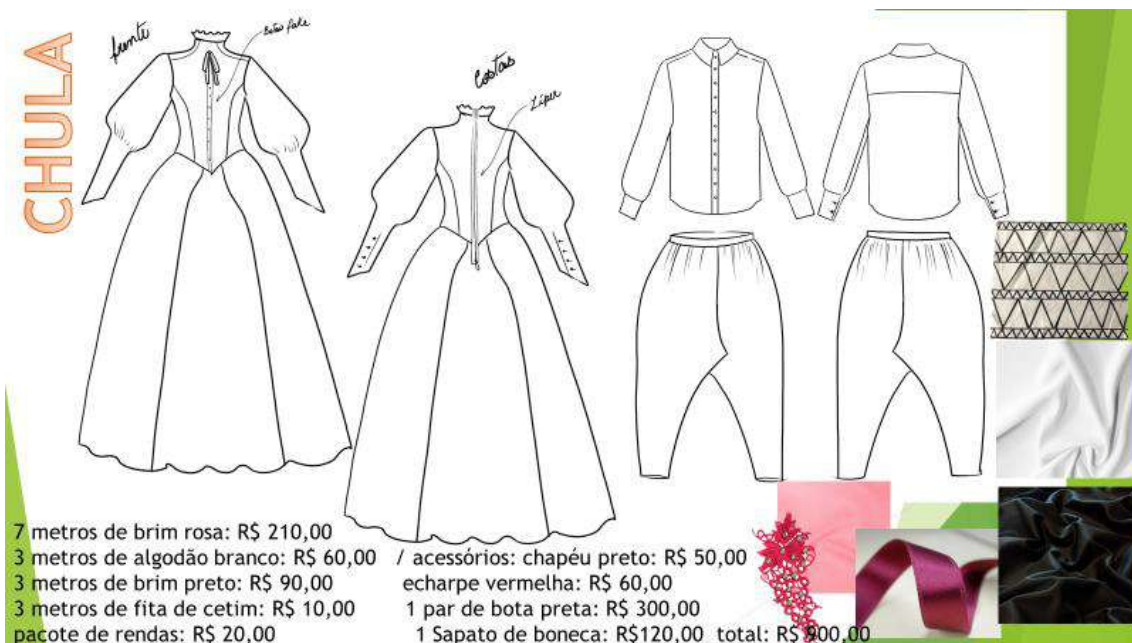 CHULA
frente
Botão fake
Costas
Zíper
7 metros de brim rosa: R$ 210,00
3 metros de algodão branco: R$ 60,00 / acessórios: chapéu preto: R$ 50,00
3 metros de brim preto: R$ 90,00 echarpe vermelha: R$ 60,00
3 metros de fita de cetim: R$ 10,00 1 par de bota preta: R$ 300,00
pacote de rendas: R$ 20,00 1 Sapato de boneca: R$120,00 total: R$ 900,00